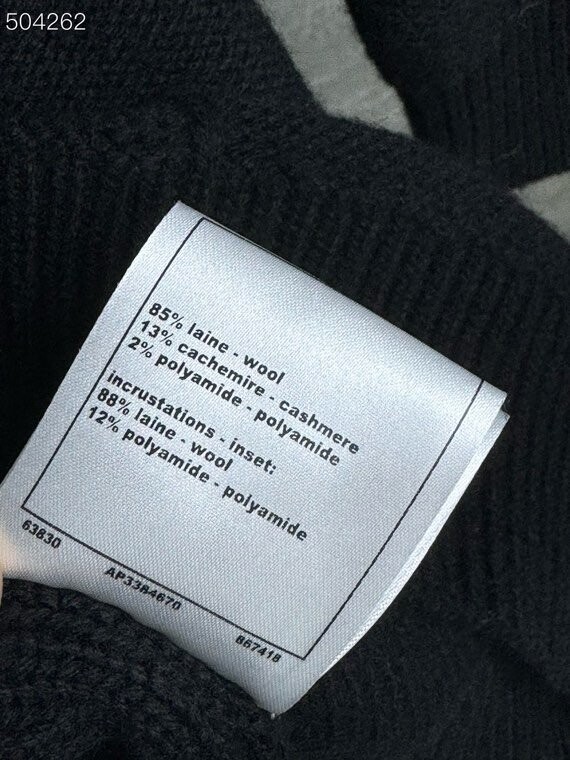 504262
85% laine - wool
13% cachemire - cashmere
2% polyamide - polyamide
incrustations - inset:
88% laine - wool
12% polyamide - polyamide
63830
AP3384670
B67418